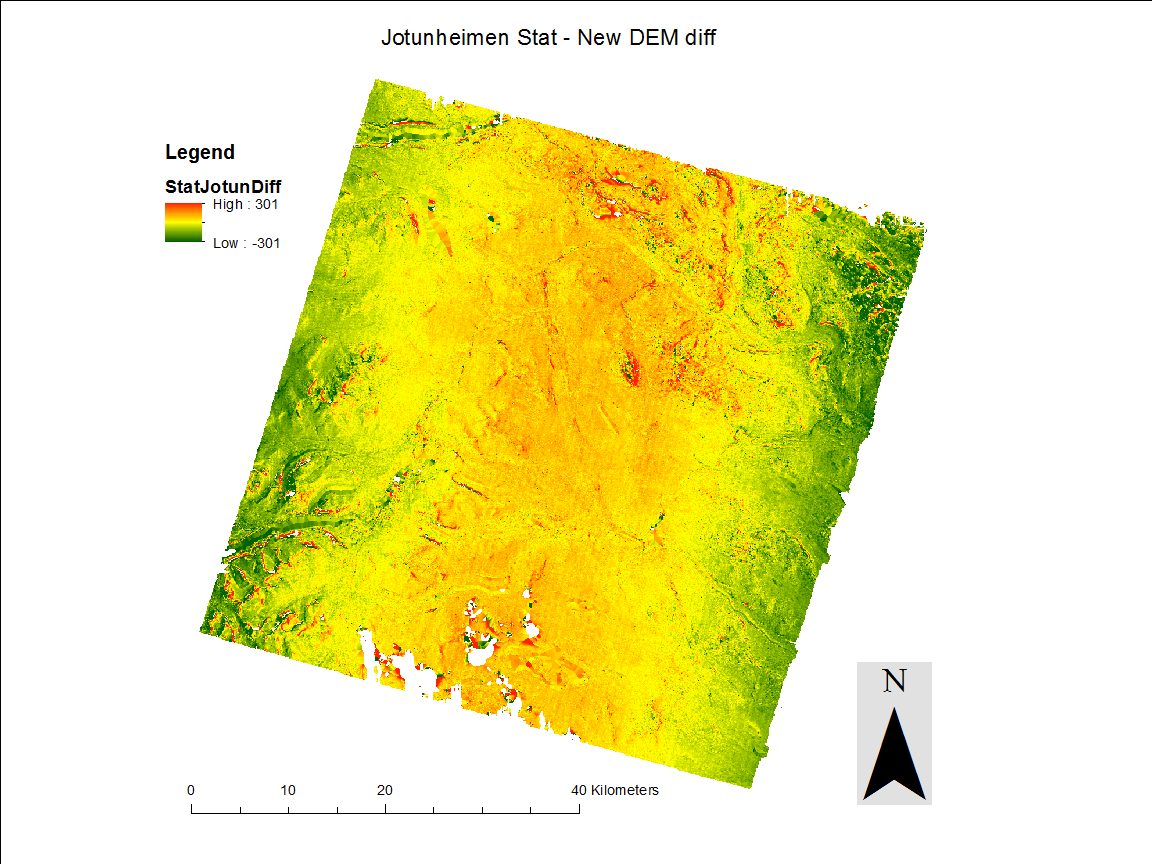 Jotunheimen Stat - New DEM diff
Legend
StatJotunDiff
High : 301
Low : -301
N
0 10 20 40 Kilometers